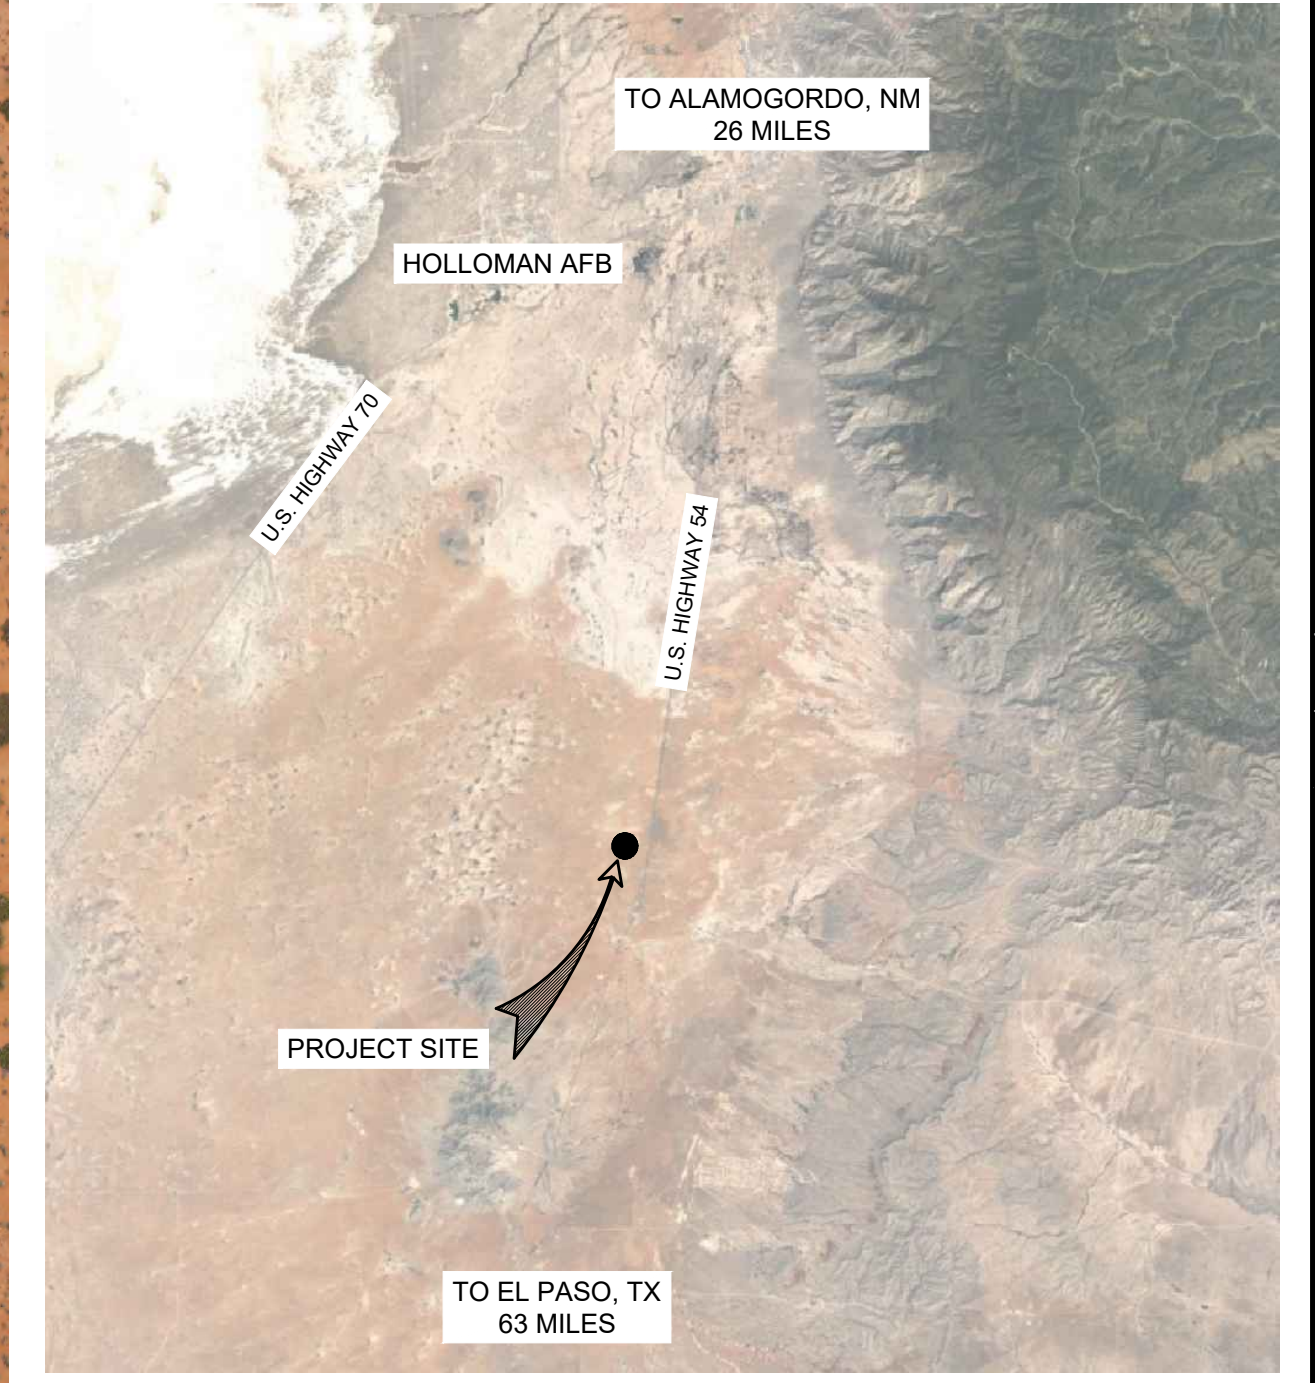 TO ALAMOGORDO, NM
26 MILES
HOLLOMAN AFB
U.S. HIGHWAY 70
U.S. HIGHWAY 54
PROJECT SITE
TO EL PASO, TX
63 MILES